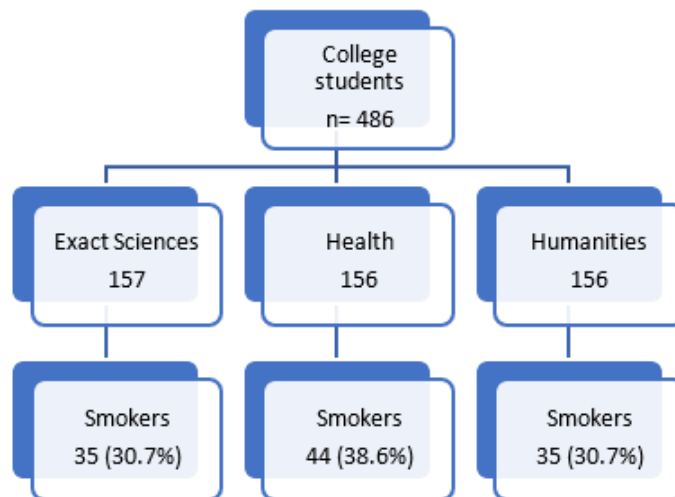 College
students
n= 486
Exact Sciences
157
Health
156
Humanities
156
Smokers
35 (30.7%)
Smokers
44 (38.6%)
Smokers
35 (30.7%)